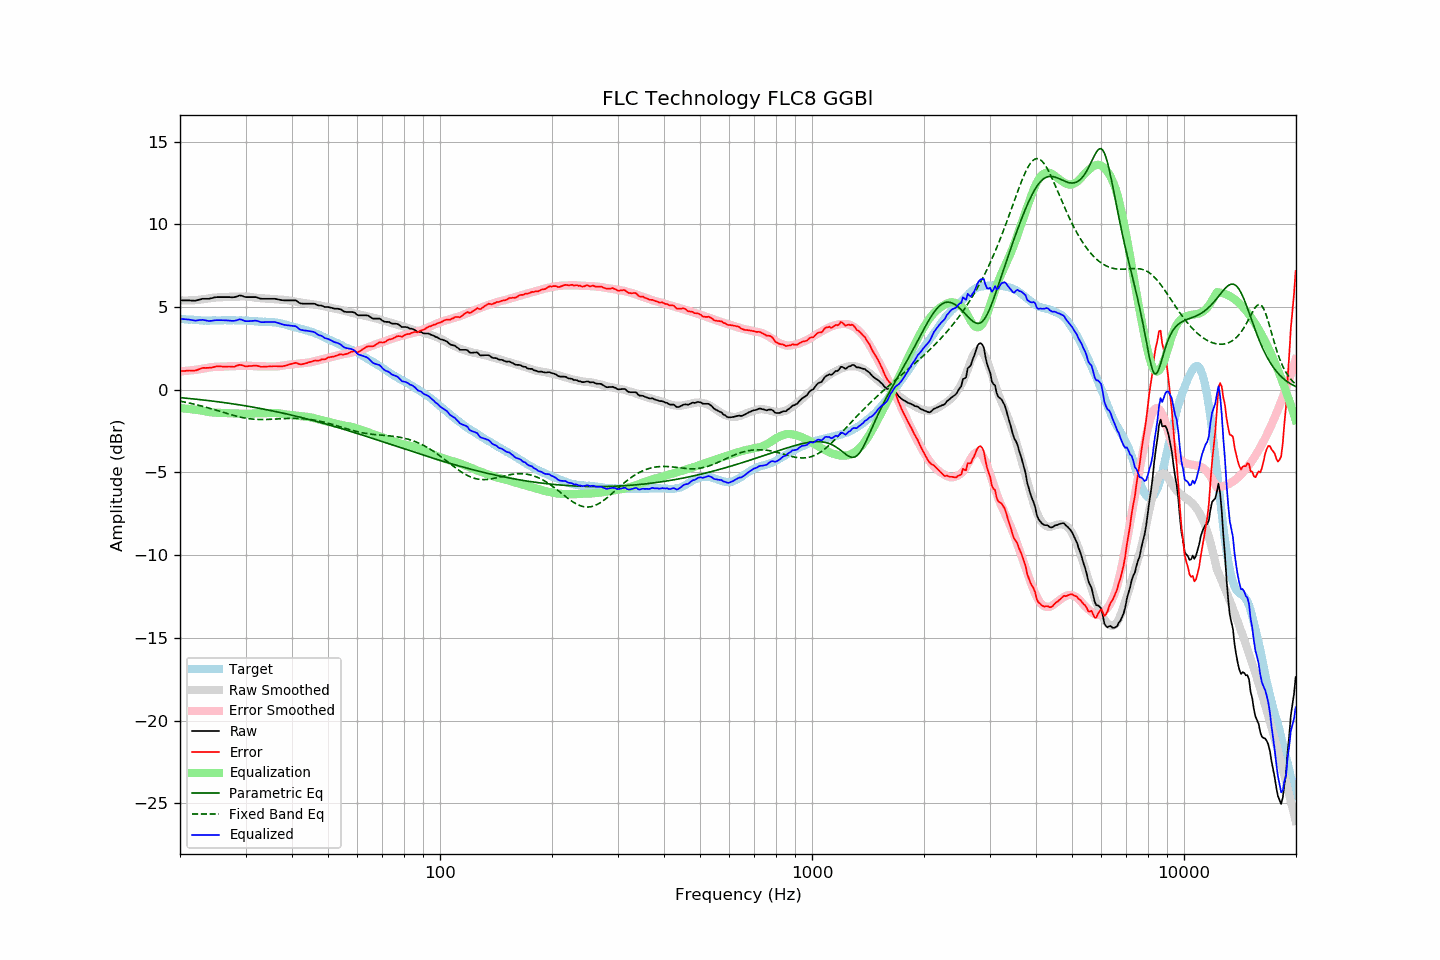 FLC Technology FLC8 GGBl
15
10
5
0
−5
−10
−15
−20
−25
Amplitude (dBr)
Target
Raw Smoothed
Error Smoothed
Raw
Error
Equalization
Parametric Eq
Fixed Band Eq
Equalized
100
1000
10000
Frequency (Hz)